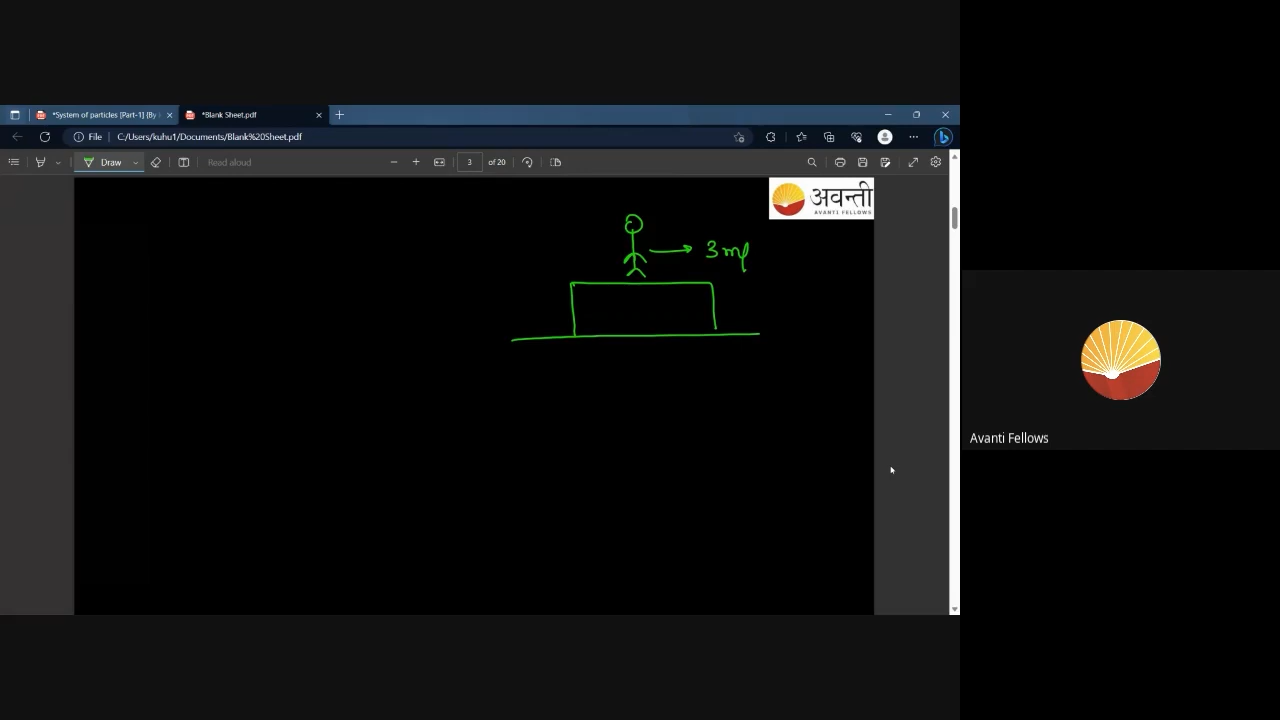 *System of particles [Part-1] (By
*Blank Sheet.pdf
File C:/Users/kuhu1/Documents/Blank%20Sheet.pdf
Draw Read aloud 3 of 20
अवन्ती
AVANTI FELLOWS
3 m/s
Avanti Fellows